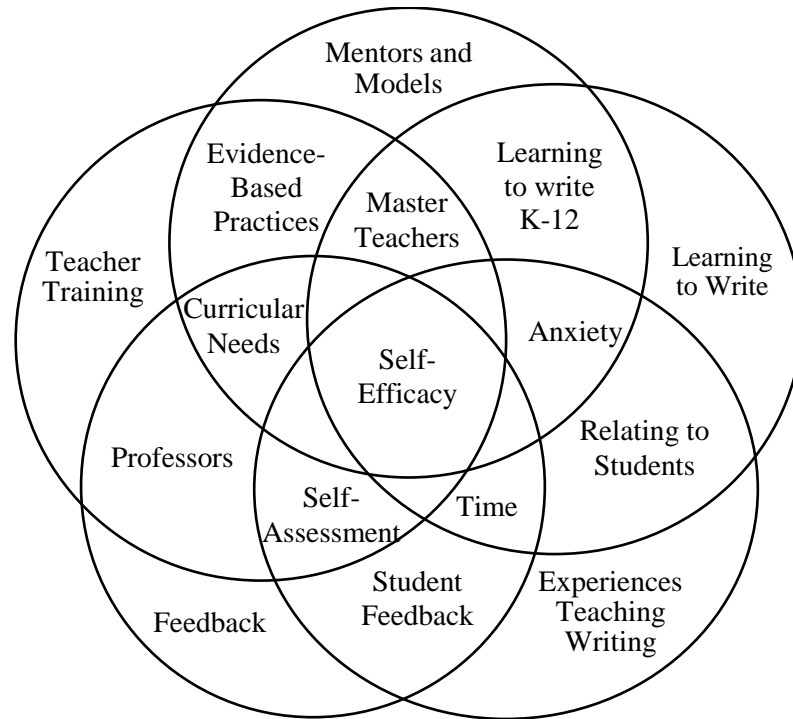 Mentors and
Models
Evidence-
Based
Practices
Learning
to write
K-12
Master
Teachers
Teacher
Training
Learning
to Write
Curricular
Needs
Anxiety
Self-
Efficacy
Professors
Relating to
Students
Self-
Assessment
Time
Student
Feedback
Experiences
Teaching
Writing
Feedback